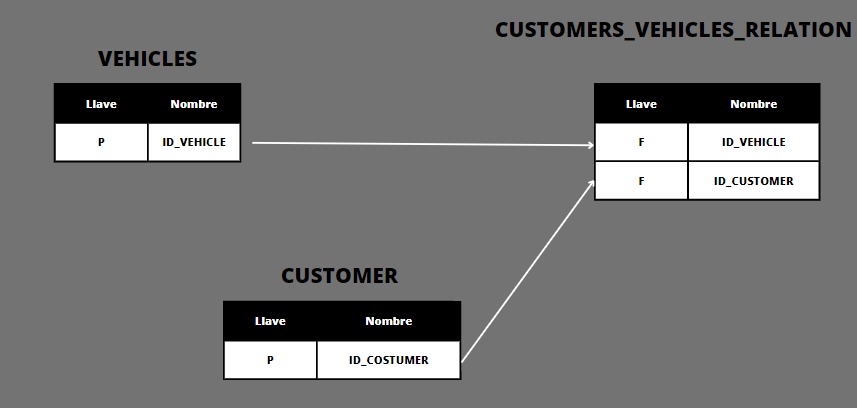 CUSTOMERS_VEHICLES_RELATION
VEHICLES
Llave Nombre
P ID_VEHICLE
Llave Nombre
F ID_VEHICLE
F ID_CUSTOMER
CUSTOMER
Llave Nombre
P ID_COSTUMER